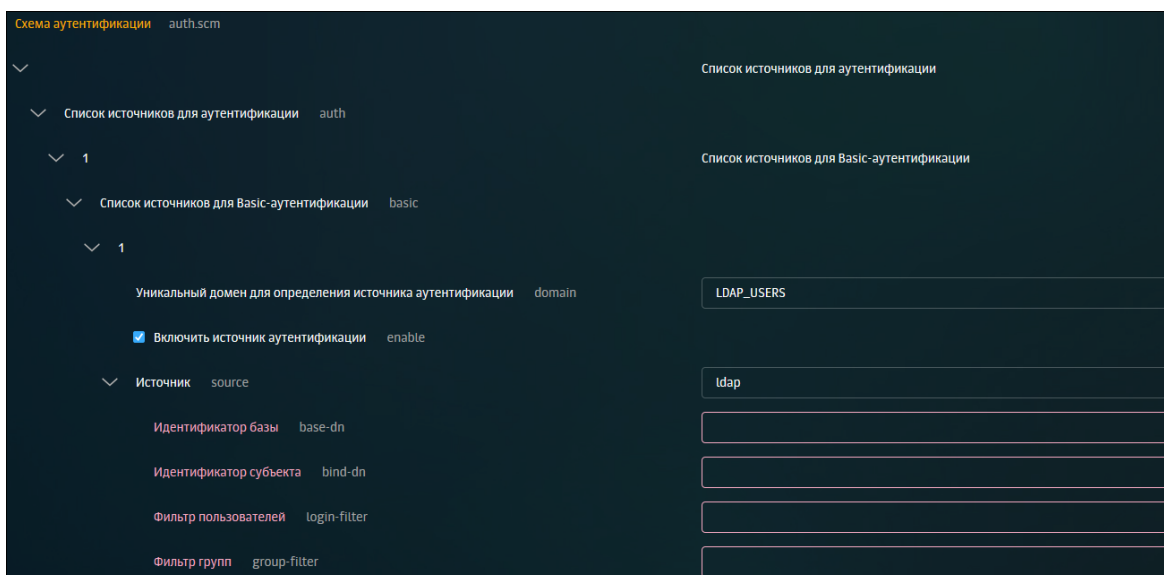 Схема аутентификации auth.scm
Список источников для аутентификации
Список источников для аутентификации auth
1 Список источников для Basic-аутентификации
Список источников для Basic-аутентификации basic
1
Уникальный домен для определения источника аутентификации domain LDAP_USERS
Включить источник аутентификации enable
Источник source ldap
Идентификатор базы base-dn
Идентификатор субъекта bind-dn
Фильтр пользователей login-filter
Фильтр групп group-filter